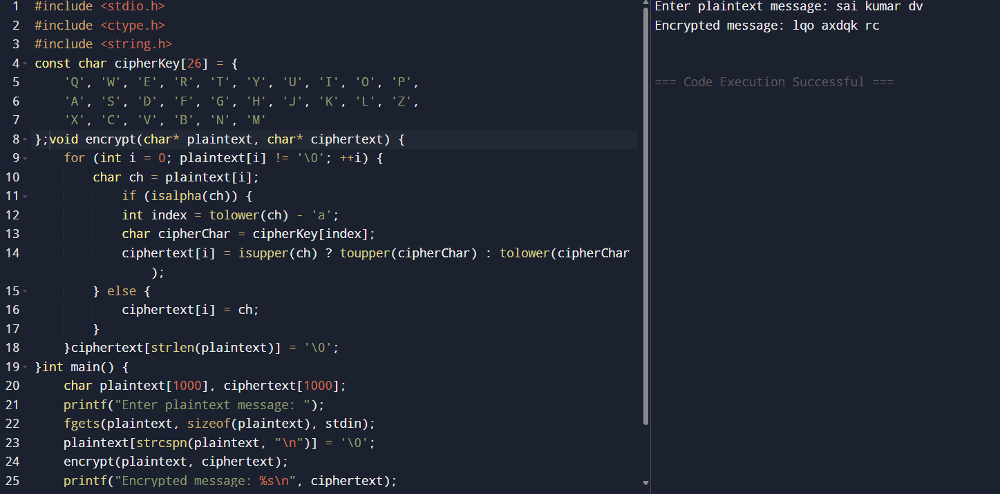 1 #include <stdio.h>
2 #include <ctype.h>
3 #include <string.h>
4 const char cipherKey[26] = {
5     'Q', 'W', 'E', 'R', 'T', 'Y', 'U', 'I', 'O', 'P',
6     'A', 'S', 'D', 'F', 'G', 'H', 'J', 'K', 'L', 'Z',
7     'X', 'C', 'V', 'B', 'N', 'M'
8 };void encrypt(char* plaintext, char* ciphertext) {
9     for (int i = 0; plaintext[i] != '\0'; ++i) {
10         char ch = plaintext[i];
11             if (isalpha(ch)) {
12             int index = tolower(ch) - 'a';
13             char cipherChar = cipherKey[index];
14             ciphertext[i] = isupper(ch) ? toupper(cipherChar) : tolower(cipherChar
                );
15         } else {
16             ciphertext[i] = ch;
17         }
18     }ciphertext[strlen(plaintext)] = '\0';
19 }int main() {
20     char plaintext[1000], ciphertext[1000];
21     printf("Enter plaintext message: ");
22     fgets(plaintext, sizeof(plaintext), stdin);
23     plaintext[strcspn(plaintext, "\n")] = '\0';
24     encrypt(plaintext, ciphertext);
25     printf("Encrypted message: %s\n", ciphertext);
Enter plaintext message: sai kumar dv
Encrypted message: lqo axdqk rc
=== Code Execution Successful ===